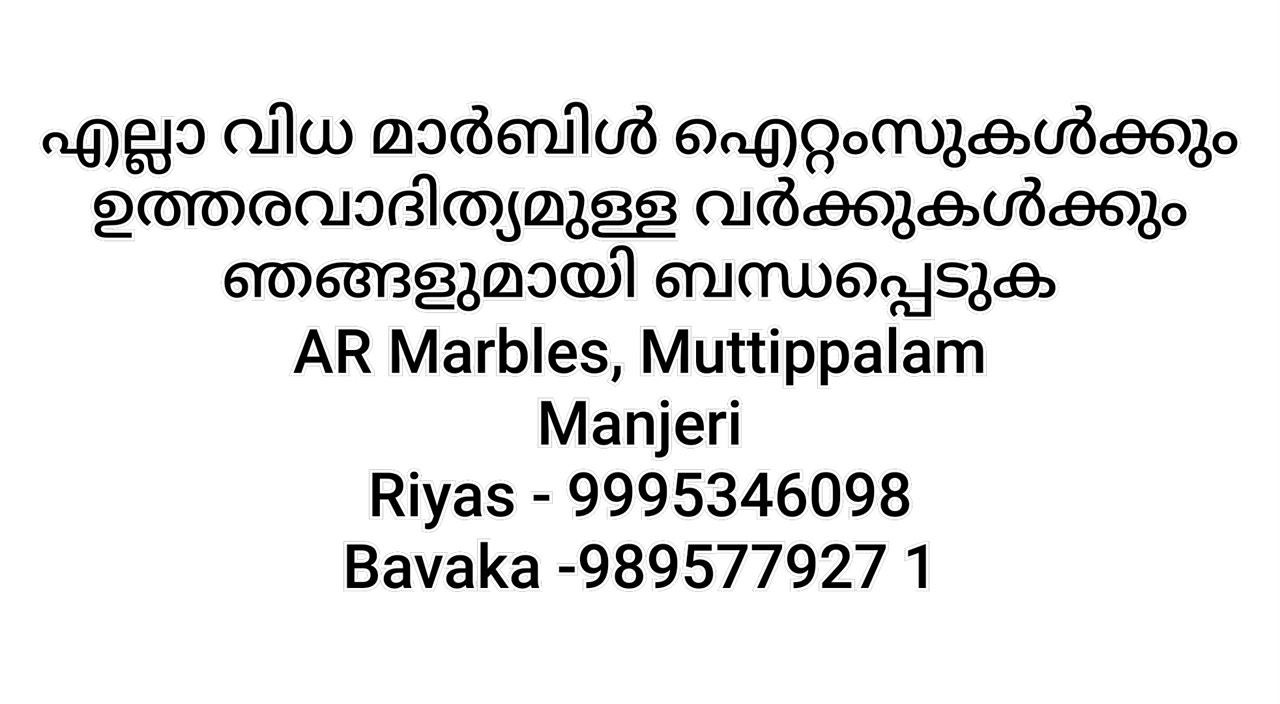 എല്ലാ വിധ മാർബിൾ ഐറ്റംസുകൾക്കും
ഉത്തരവാദിത്യമുള്ള വർക്കുകൾക്കും
ഞങ്ങളുമായി ബന്ധപ്പെടുക
AR Marbles, Muttippalam
Manjeri
Riyas - 9995346098
Bavaka -989577927 1